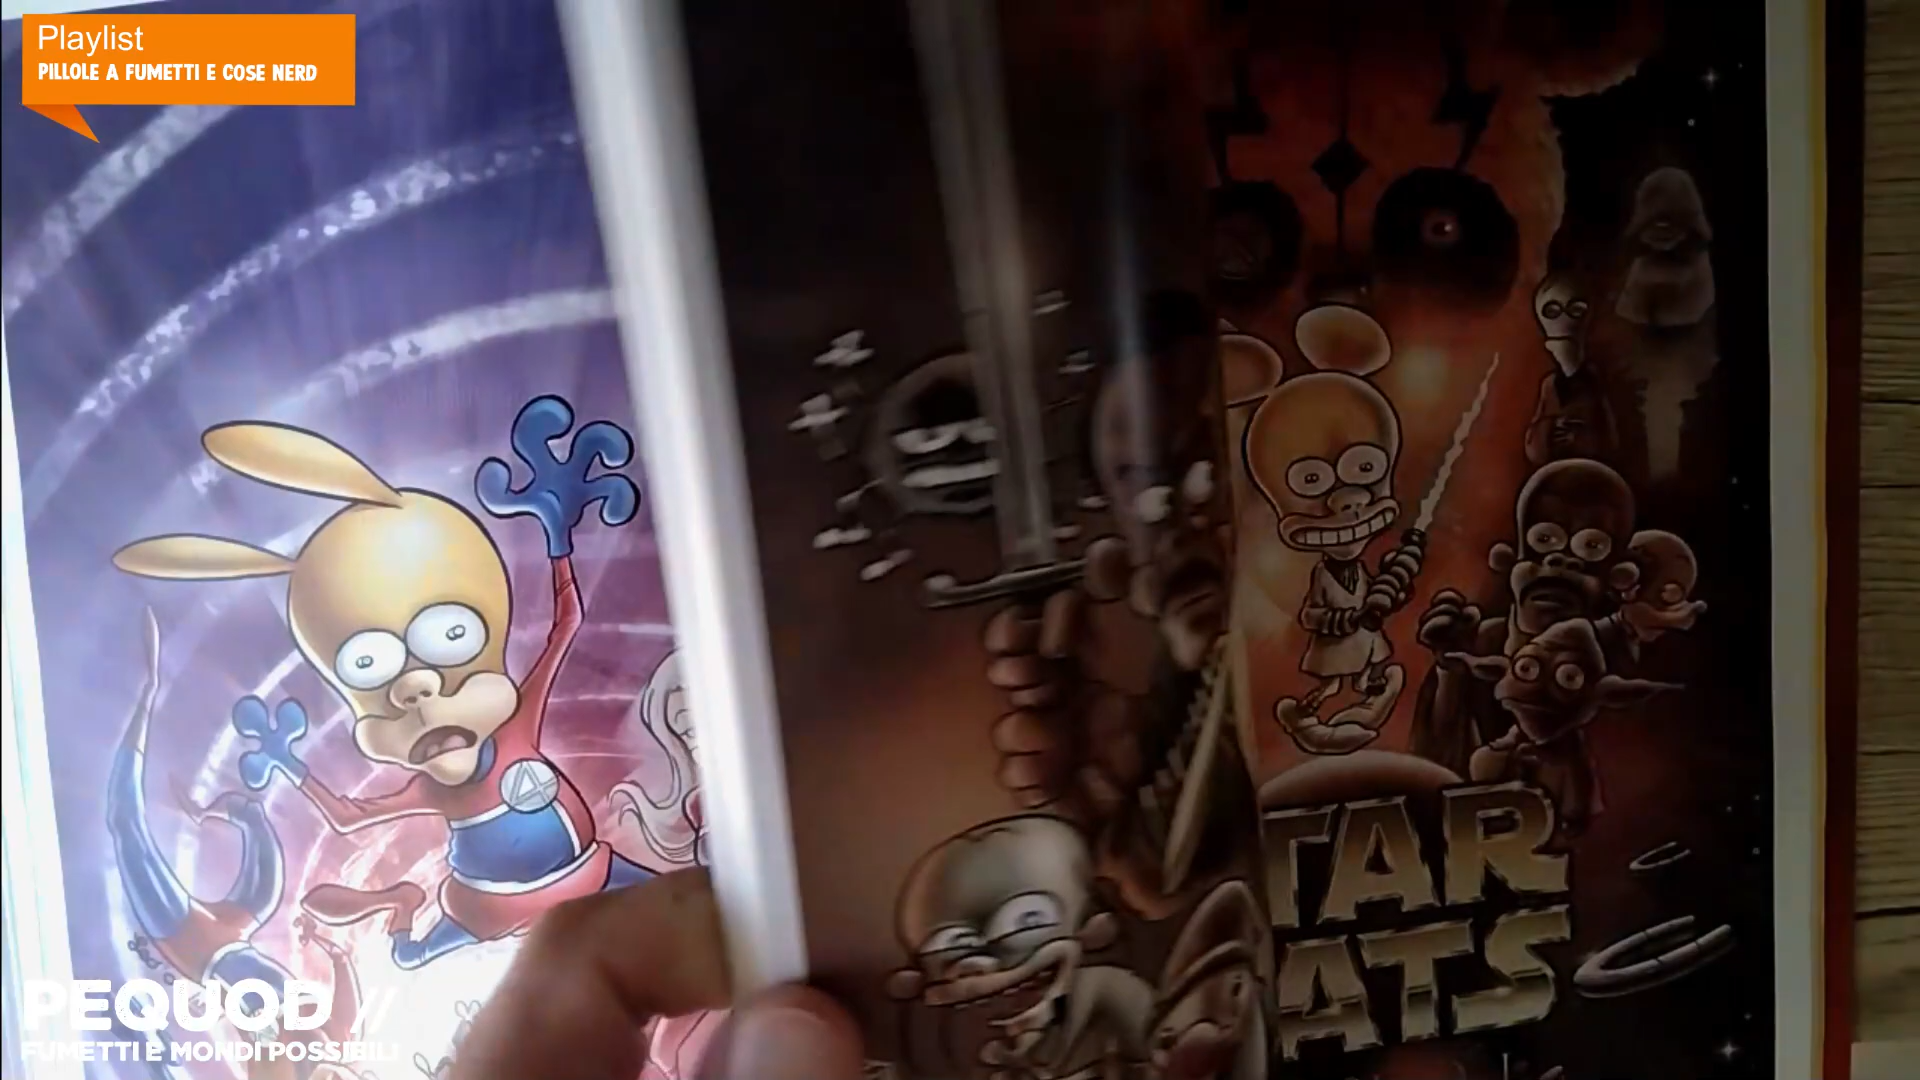 Playlist
PILLOLE A FUMETTI E COSE NERD
TAR
ATS
PEQUOD //
FUMETTI E MONDI POSSIBILI